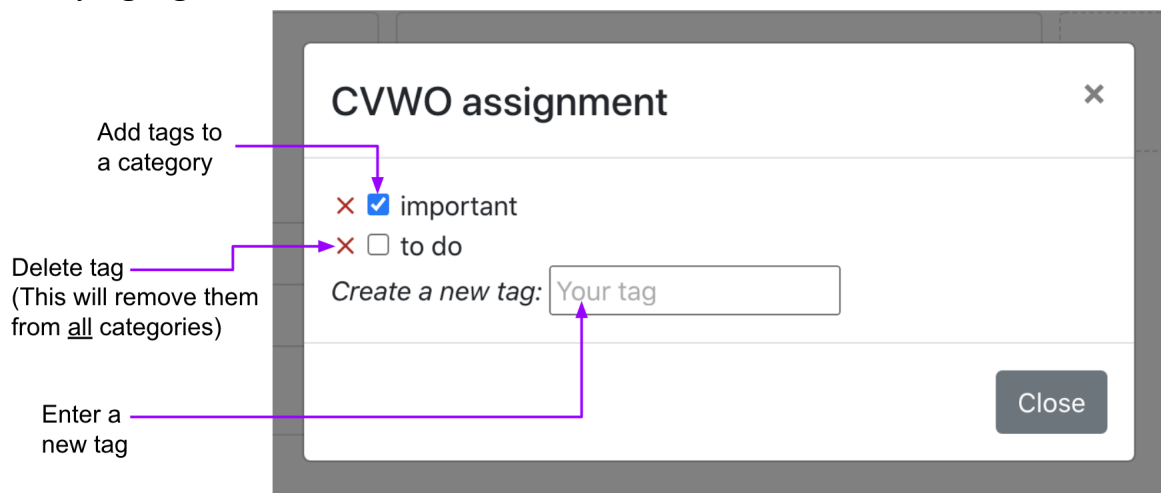 CVWO assignment
×
Add tags to
a category
important
to do
Delete tag
(This will remove them
from all categories)
Create a new tag: Your tag
Enter a
new tag
Close